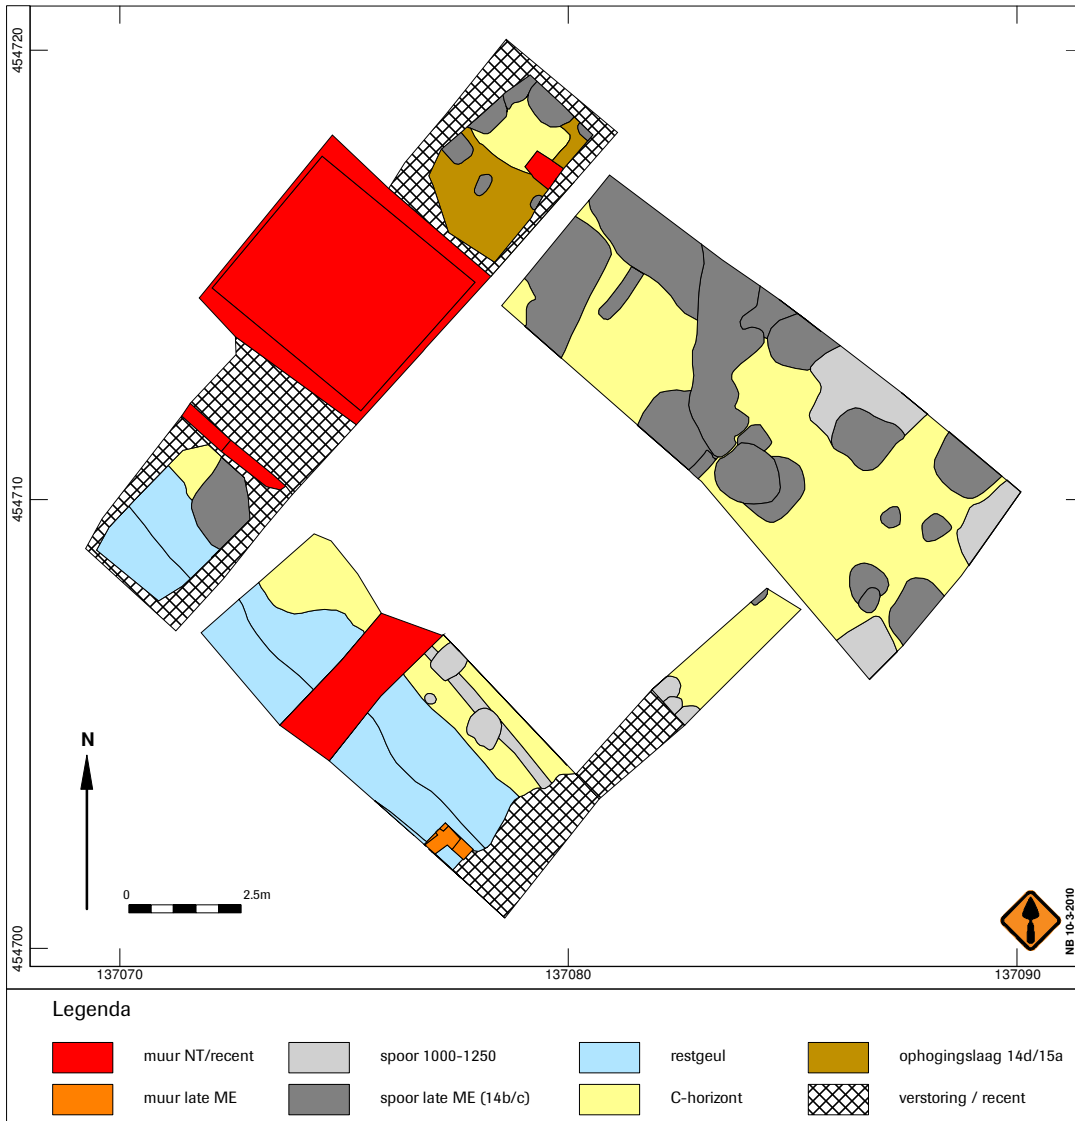 454720
454710
N
0 2.5m
454700
NB 10-3-2010
137070 137080 137090
Legenda
muur NT/recent
spoor 1000-1250
restgeul
ophogingslaag 14d/15a
muur late ME
spoor late ME (14b/c)
C-horizont
verstoring / recent